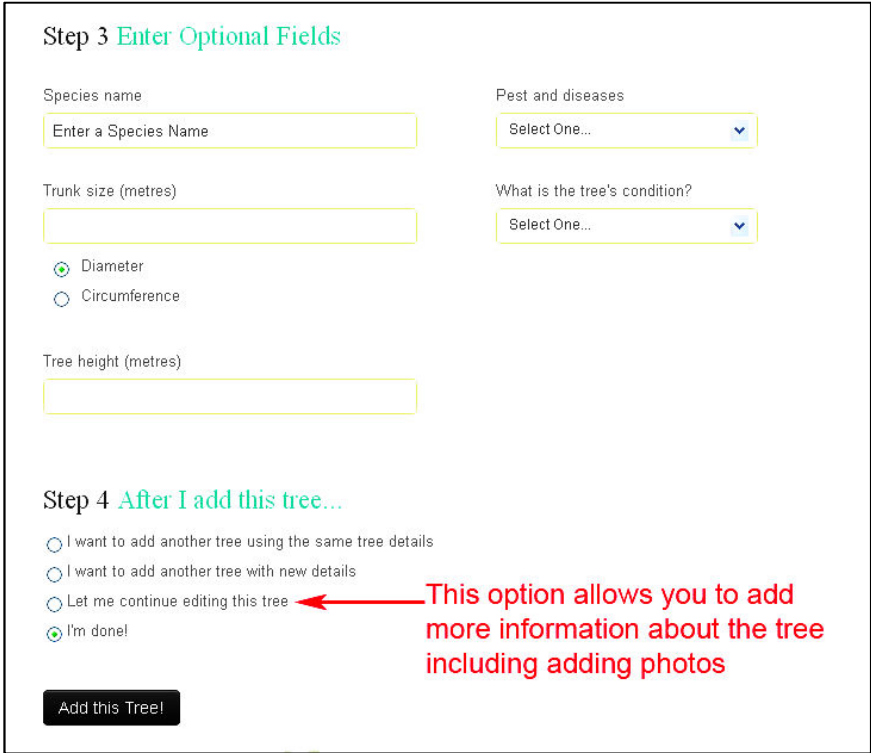 Step 3 Enter Optional Fields
Species name
Enter a Species Name
Pest and diseases
Select One...
Trunk size (metres)
Diameter
Circumference
What is the tree's condition?
Select One...
Tree height (metres)
Step 4 After I add this tree...
I want to add another tree using the same tree details
I want to add another tree with new details
Let me continue editing this tree
I'm done!
This option allows you to add
more information about the tree
including adding photos
Add this Tree!